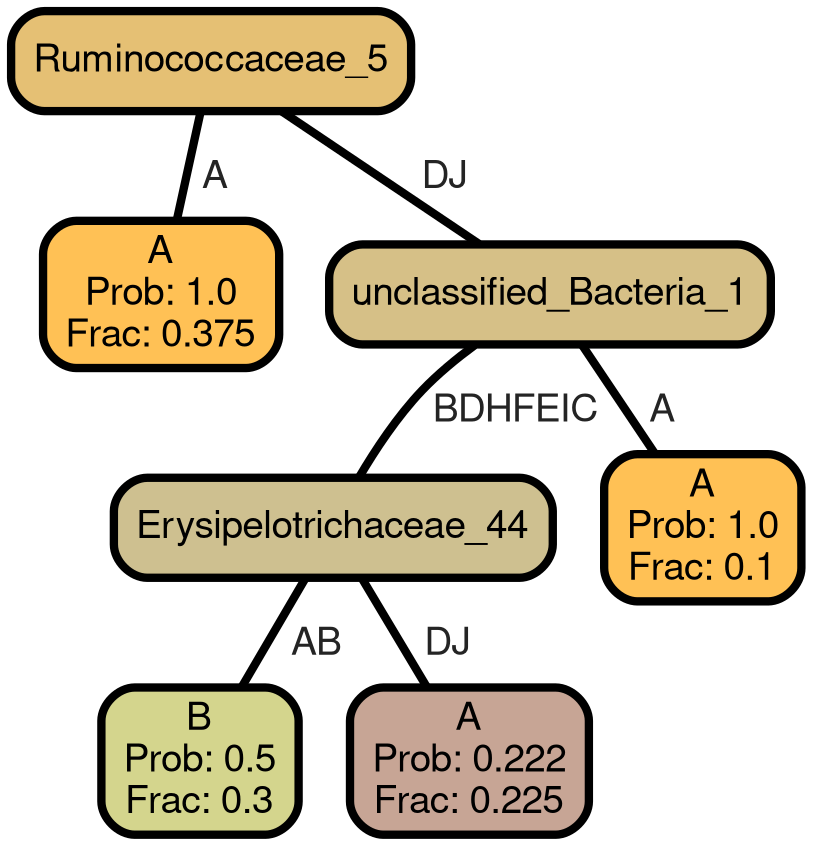 Ruminococcaceae_5
A
DJ
A
Prob: 1.0
Frac: 0.375
unclassified_Bacteria_1
BDHFEIC
A
Erysipelotrichaceae_44
A
Prob: 1.0
Frac: 0.1
AB
DJ
B
Prob: 0.5
Frac: 0.3
A
Prob: 0.222
Frac: 0.225